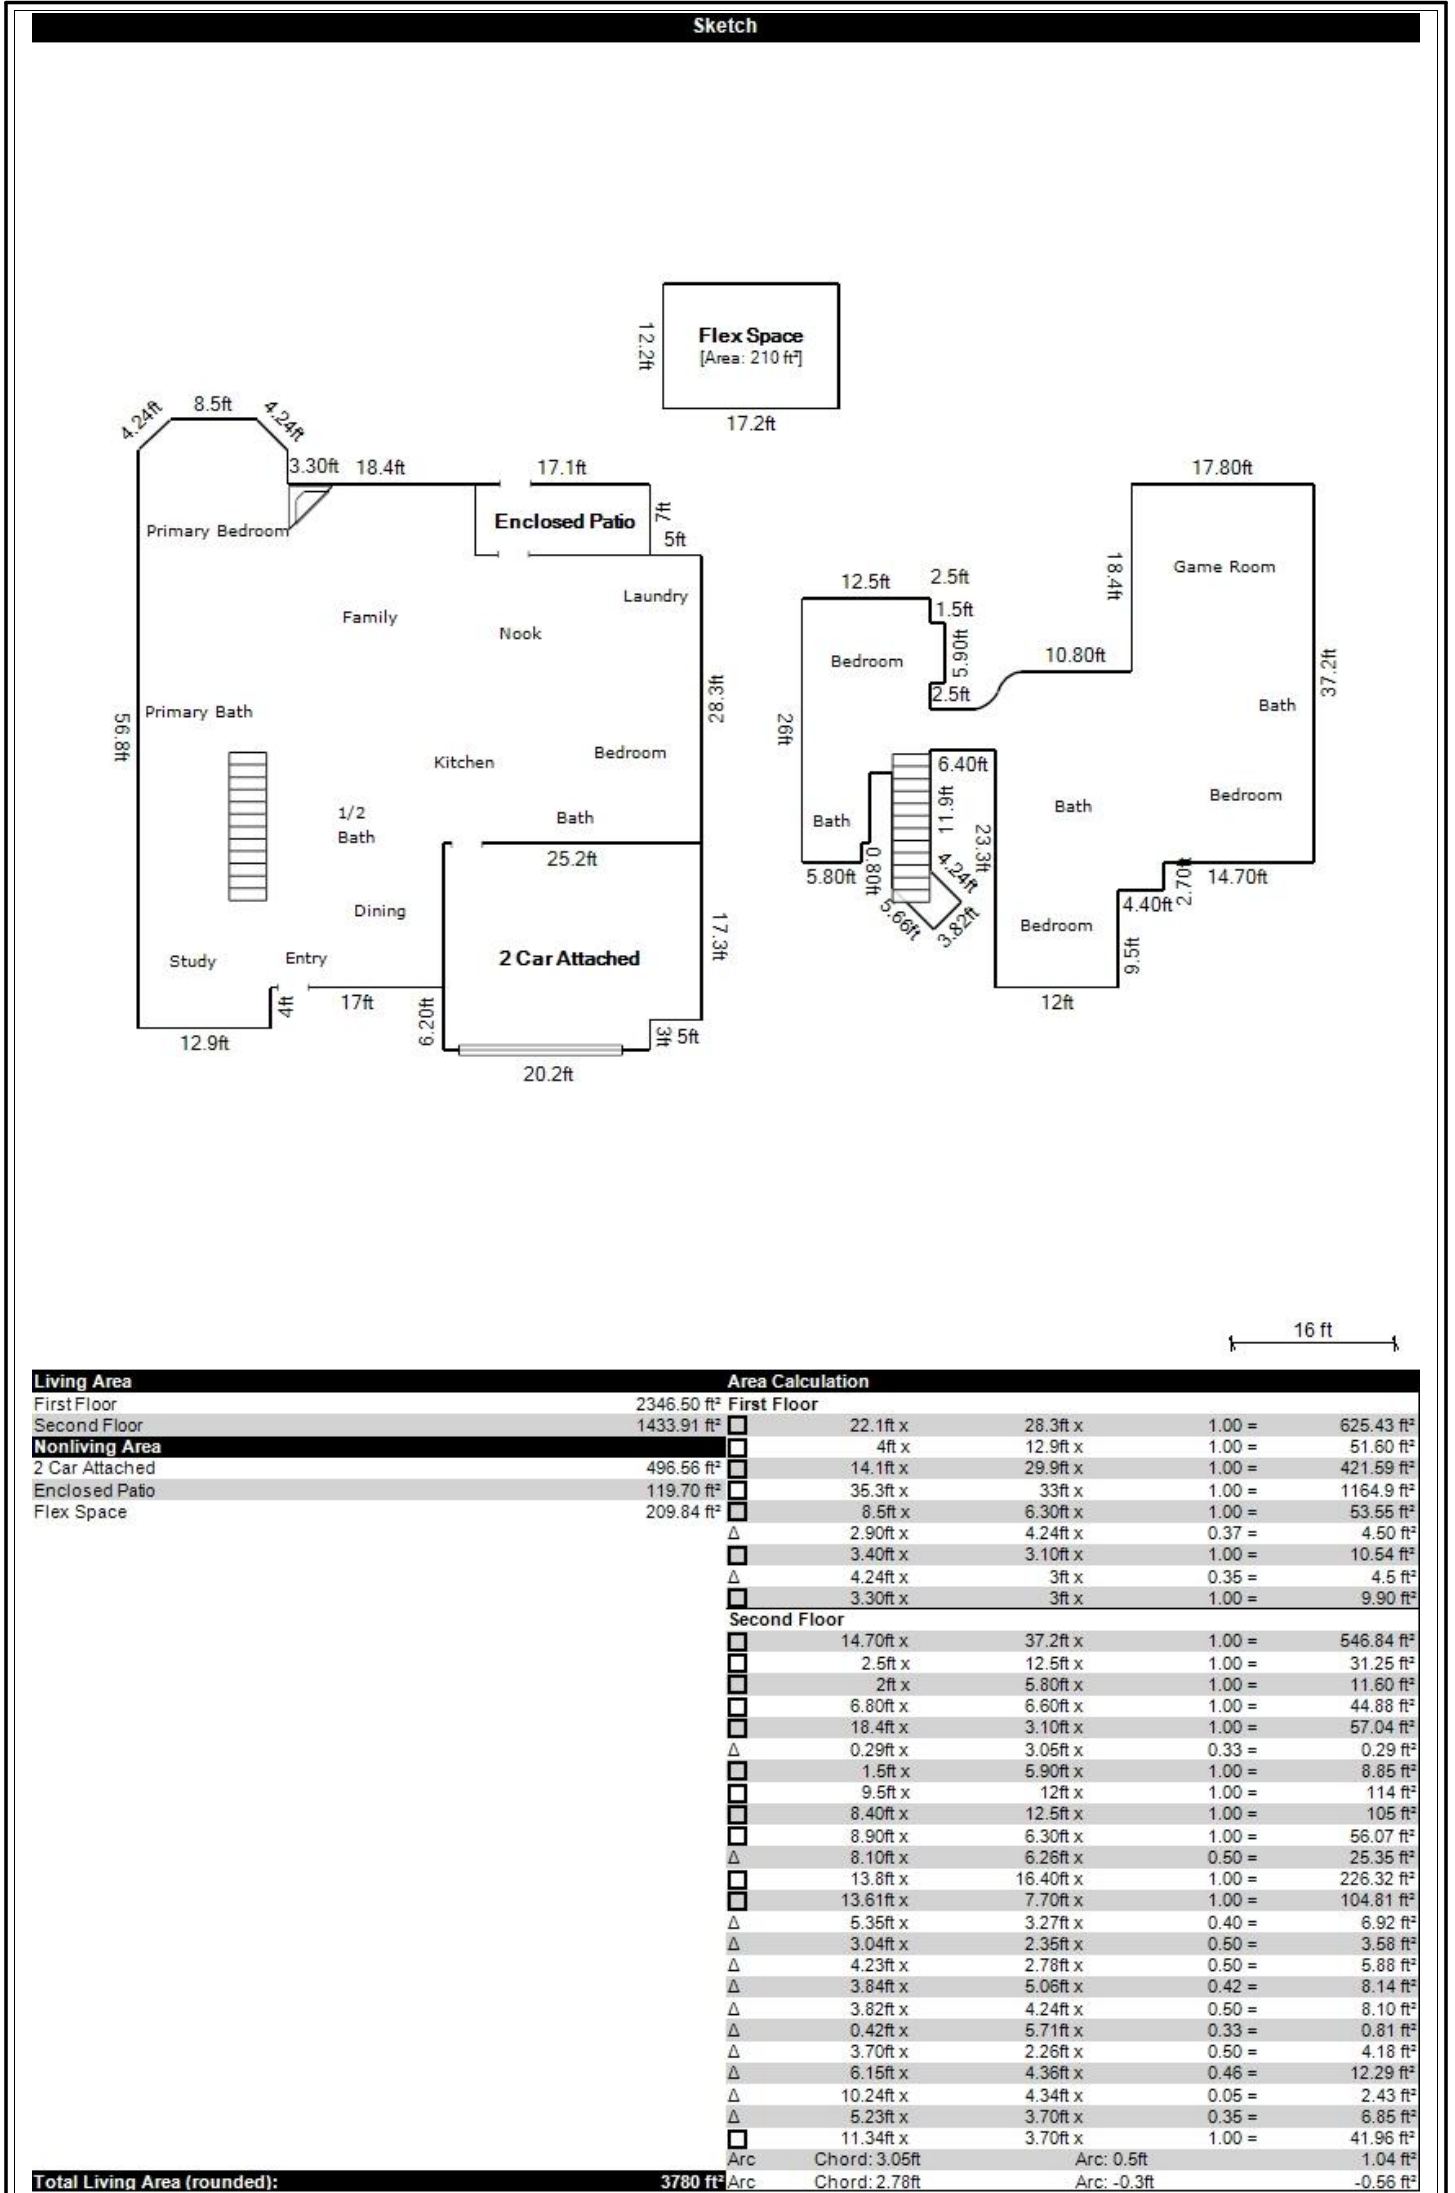 Sketch
12.2ft
Flex Space
[Area: 210 ft²]
17.2ft
4.24ft
8.5ft
4.24ft
3.30ft 18.4ft
17.1ft
Primary Bedroom
Enclosed Patio
7ft
5ft
Family
Nook
Laundry
56.8ft
Primary Bath
28.3ft
Kitchen
Bedroom
1/2
Bath
Bath
25.2ft
Dining
Study
Entry
2 Car Attached
17.3ft
4ft
17ft
6.20ft
3ft
5ft
12.9ft
20.2ft
17.80ft
18.4ft
Game Room
12.5ft
2.5ft
1.5ft
Bedroom
5.90ft
10.80ft
37.2ft
2.5ft
Bath
26ft
6.40ft
11.9ft
23.3ft
Bath
Bedroom
Bath
5.80ft
0.80ft
4.24ft
5.66ft
3.82ft
2.70ft
14.70ft
4.40ft
Bedroom
9.5ft
12ft
16 ft
Living Area
First Floor 2346.50 ft²
Second Floor 1433.91 ft²
Nonliving Area
2 Car Attached 496.56 ft²
Enclosed Patio 119.70 ft²
Flex Space 209.84 ft²
Total Living Area (rounded): 3780 ft²
Area Calculation
First Floor
22.1ft x 28.3ft x 1.00 = 625.43 ft²
4ft x 12.9ft x 1.00 = 51.60 ft²
14.1ft x 29.9ft x 1.00 = 421.59 ft²
35.3ft x 33ft x 1.00 = 1164.9 ft²
8.5ft x 6.30ft x 1.00 = 53.55 ft²
Δ 2.90ft x 4.24ft x 0.37 = 4.50 ft²
3.40ft x 3.10ft x 1.00 = 10.54 ft²
Δ 4.24ft x 3ft x 0.35 = 4.5 ft²
3.30ft x 3ft x 1.00 = 9.90 ft²
Second Floor
14.70ft x 37.2ft x 1.00 = 546.84 ft²
2.5ft x 12.5ft x 1.00 = 31.25 ft²
2ft x 5.80ft x 1.00 = 11.60 ft²
6.80ft x 6.60ft x 1.00 = 44.88 ft²
18.4ft x 3.10ft x 1.00 = 57.04 ft²
Δ 0.29ft x 3.05ft x 0.33 = 0.29 ft²
1.5ft x 5.90ft x 1.00 = 8.85 ft²
9.5ft x 12ft x 1.00 = 114 ft²
8.40ft x 12.5ft x 1.00 = 105 ft²
8.90ft x 6.30ft x 1.00 = 56.07 ft²
Δ 8.10ft x 6.26ft x 0.50 = 25.35 ft²
13.8ft x 16.40ft x 1.00 = 226.32 ft²
13.61ft x 7.70ft x 1.00 = 104.81 ft²
Δ 5.35ft x 3.27ft x 0.40 = 6.92 ft²
Δ 3.04ft x 2.35ft x 0.50 = 3.58 ft²
Δ 4.23ft x 2.78ft x 0.50 = 5.88 ft²
Δ 3.84ft x 5.06ft x 0.42 = 8.14 ft²
Δ 3.82ft x 4.24ft x 0.50 = 8.10 ft²
Δ 0.42ft x 5.71ft x 0.33 = 0.81 ft²
Δ 3.70ft x 2.26ft x 0.50 = 4.18 ft²
Δ 6.15ft x 4.36ft x 0.46 = 12.29 ft²
Δ 10.24ft x 4.34ft x 0.05 = 2.43 ft²
Δ 5.23ft x 3.70ft x 0.35 = 6.85 ft²
11.34ft x 3.70ft x 1.00 = 41.96 ft²
Arc Chord: 3.05ft Arc: 0.5ft 1.04 ft²
Arc Chord: 2.78ft Arc: -0.3ft -0.56 ft²